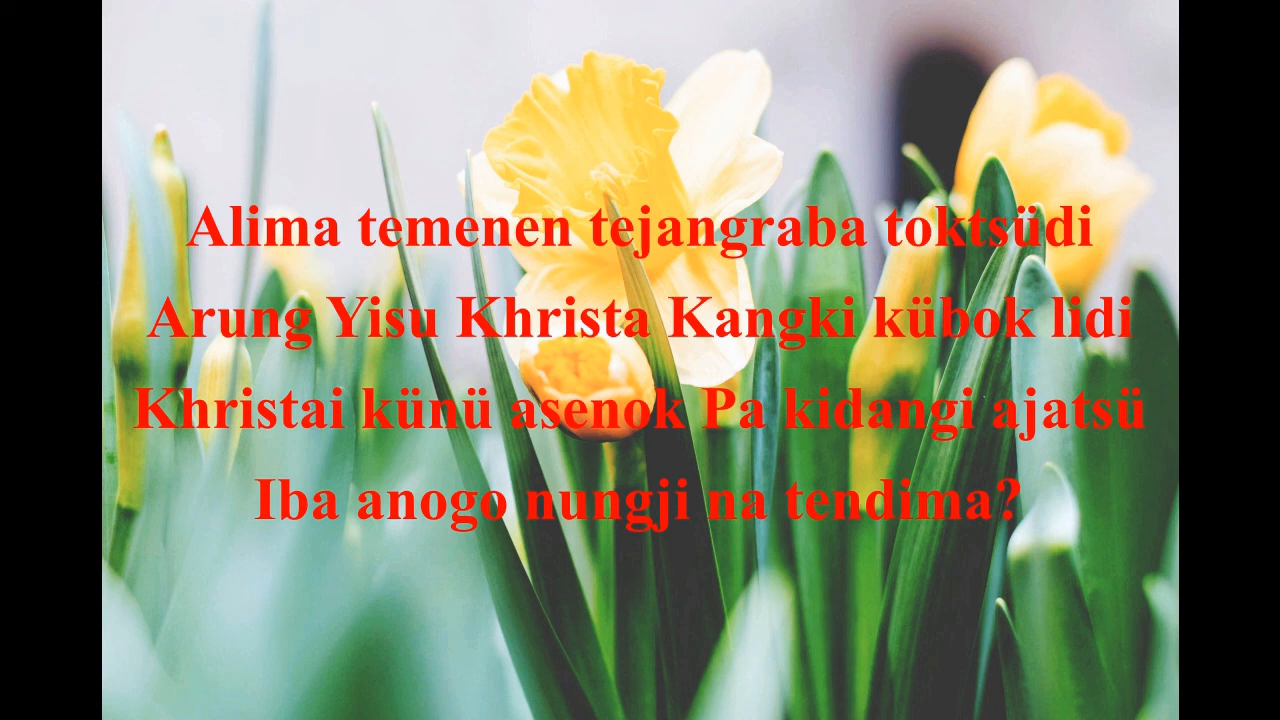 Alima temenen tejangraba toktsüdi
Arung Yisu Khrista Kangki kübok lidi
Khristai künü asenok Pa kidangi ajatsü
Iba anogo nungji na tendima?